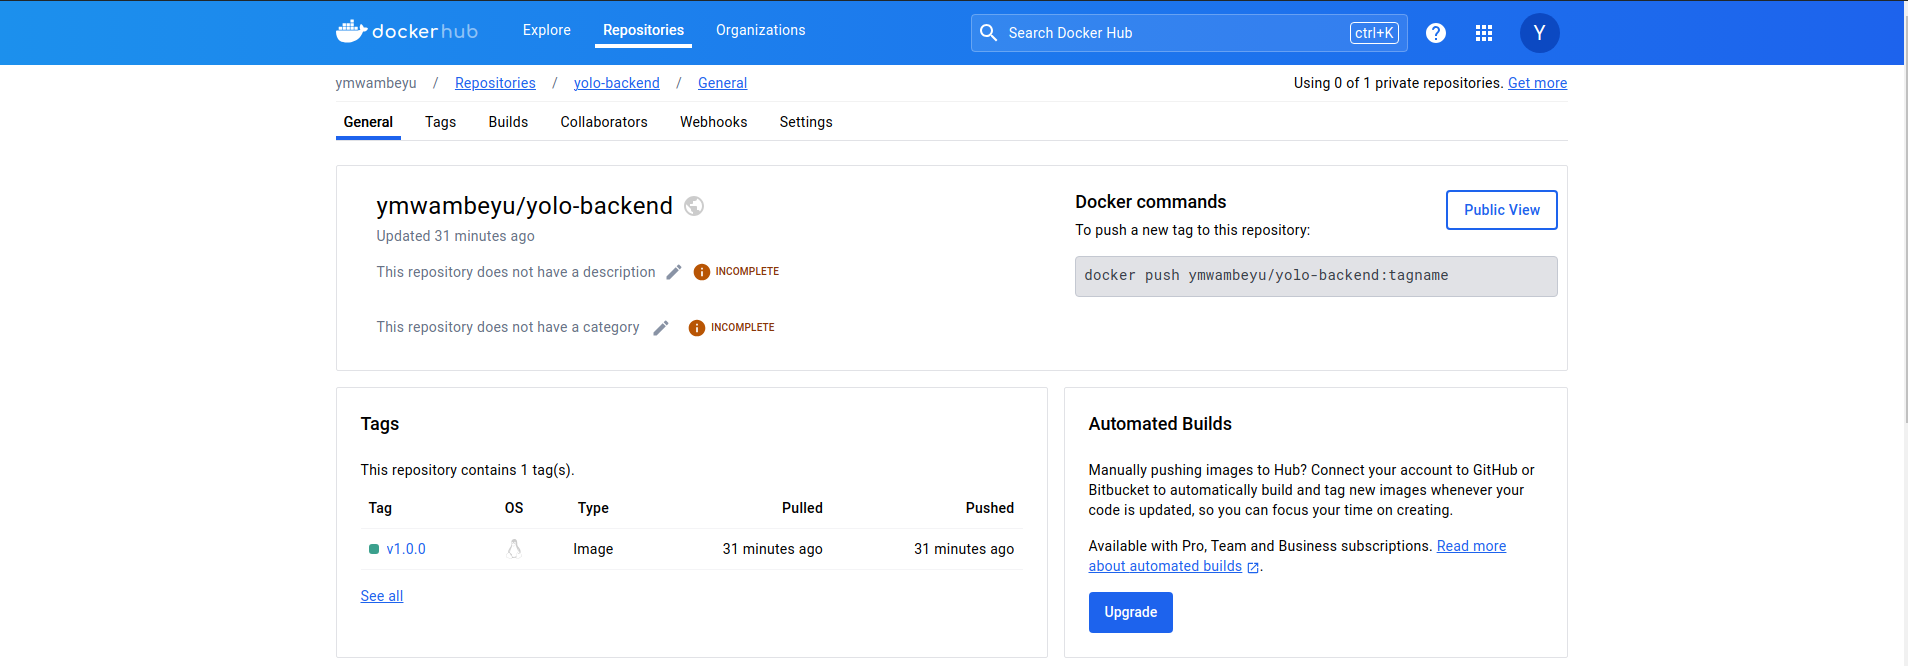 docker hub
Explore
Repositories
Organizations
Search Docker Hub
ctrl+K
?
Y
ymwambeyu / Repositories / yolo-backend / General
Using 0 of 1 private repositories. Get more
General
Tags
Builds
Collaborators
Webhooks
Settings
ymwambeyu/yolo-backend
Updated 31 minutes ago
This repository does not have a description
INCOMPLETE
This repository does not have a category
INCOMPLETE
Docker commands
To push a new tag to this repository:
Public View
docker push ymwambeyu/yolo-backend:tagname
Tags
This repository contains 1 tag(s).
Tag OS Type Pulled Pushed
v1.0.0 Image 31 minutes ago 31 minutes ago
See all
Automated Builds
Manually pushing images to Hub? Connect your account to GitHub or
Bitbucket to automatically build and tag new images whenever your
code is updated, so you can focus your time on creating.
Available with Pro, Team and Business subscriptions. Read more
about automated builds .
Upgrade